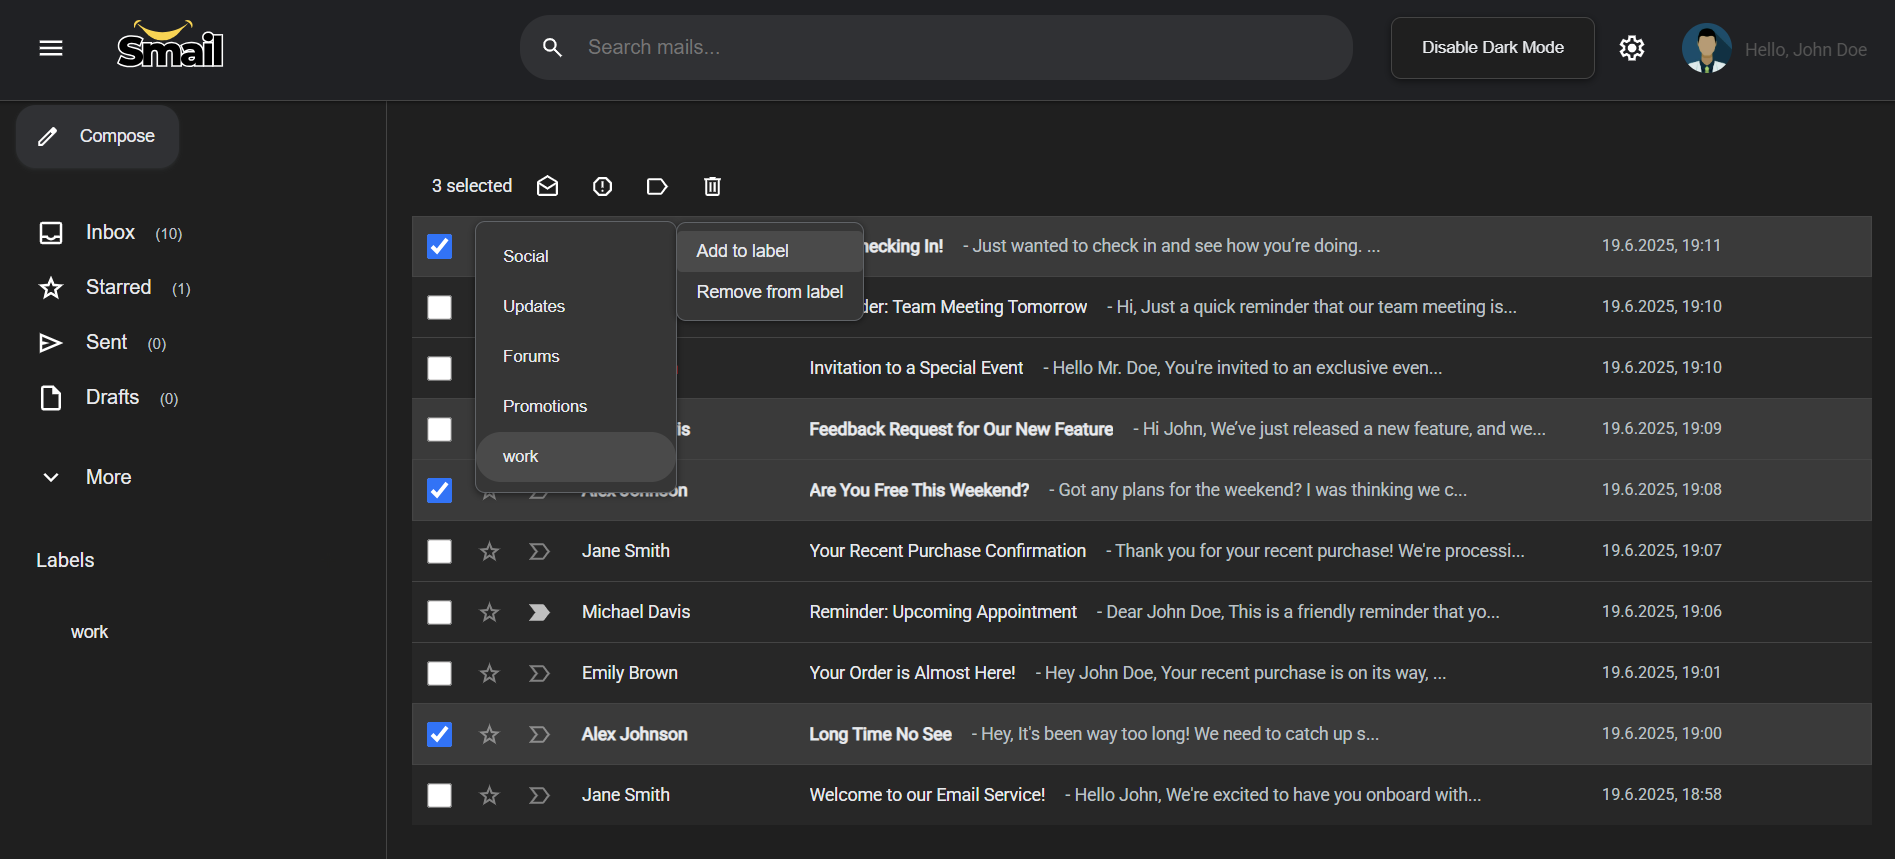 Smail
Search mails...
Disable Dark Mode
Hello, John Doe
Compose
Inbox (10)
Starred (1)
Sent (0)
Drafts (0)
More
Labels
work
3 selected
Social
Updates
Forums
Promotions
work
Add to label
Remove from label
In! - Just wanted to check in and see how you’re doing. ... 19.6.2025, 19:11
Team Meeting Tomorrow - Hi, Just a quick reminder that our team meeting is... 19.6.2025, 19:10
Invitation to a Special Event - Hello Mr. Doe, You're invited to an exclusive even... 19.6.2025, 19:10
Feedback Request for Our New Feature - Hi John, We’ve just released a new feature, and we... 19.6.2025, 19:09
Alex Johnson Are You Free This Weekend? - Got any plans for the weekend? I was thinking we c... 19.6.2025, 19:08
Jane Smith Your Recent Purchase Confirmation - Thank you for your recent purchase! We're processi... 19.6.2025, 19:07
Michael Davis Reminder: Upcoming Appointment - Dear John Doe, This is a friendly reminder that yo... 19.6.2025, 19:06
Emily Brown Your Order is Almost Here! - Hey John Doe, Your recent purchase is on its way, ... 19.6.2025, 19:01
Alex Johnson Long Time No See - Hey, It's been way too long! We need to catch up s... 19.6.2025, 19:00
Jane Smith Welcome to our Email Service! - Hello John, We're excited to have you onboard with... 19.6.2025, 18:58